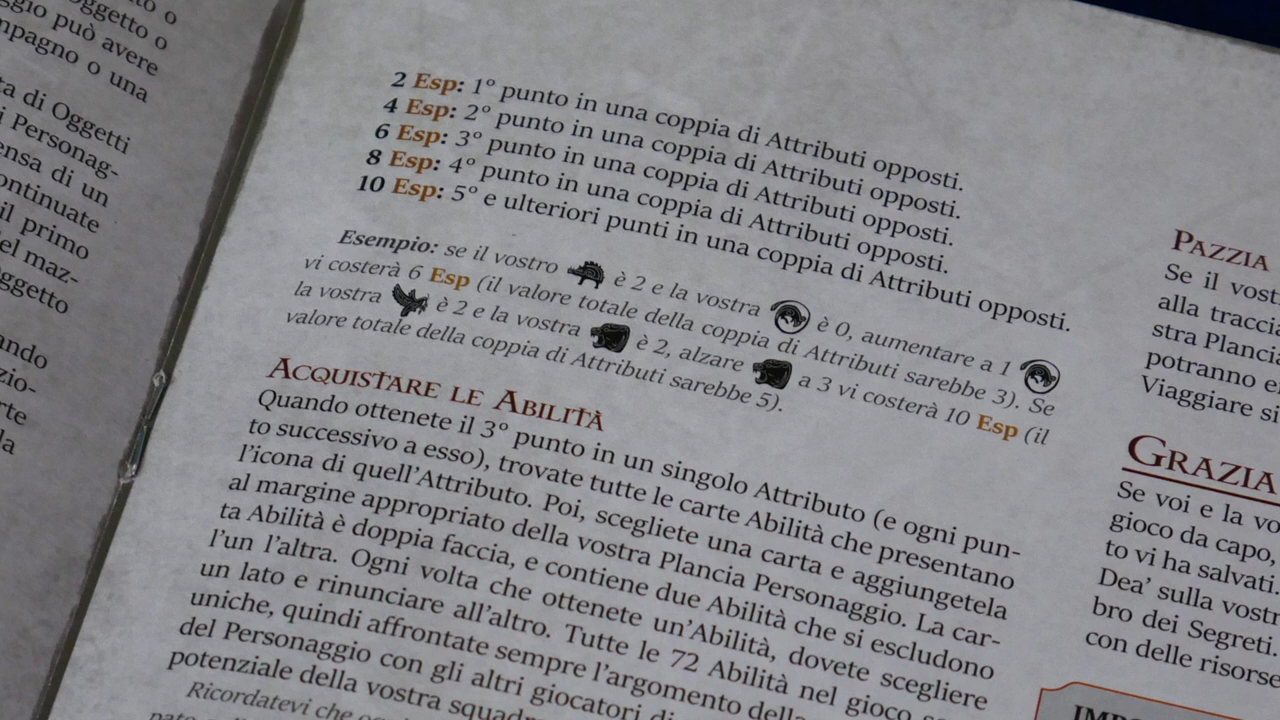 oggetto o
ggio può avere
mpagno o una
ta di Oggetti
i Personag-
ensa di un
ontinuate
il primo
el maz-
ggetto
ando
zio-
rte
la
2 Esp: 1° punto in una coppia di Attributi opposti.
4 Esp: 2° punto in una coppia di Attributi opposti.
6 Esp: 3° punto in una coppia di Attributi opposti.
8 Esp: 4° punto in una coppia di Attributi opposti.
10 Esp: 5° e ulteriori punti in una coppia di Attributi opposti.
Esempio: se il vostro è 2 e la vostra è 0, aumentare a 1
vi costerà 6 Esp (il valore totale della coppia di Attributi sarebbe 3). Se
la vostra è 2 e la vostra è 2, alzare a 3 vi costerà 10 Esp (il
valore totale della coppia di Attributi sarebbe 5).
Acquistare le Abilità
Quando ottenete il 3° punto in un singolo Attributo (e ogni pun-
to successivo a esso), trovate tutte le carte Abilità che presentano
l'icona di quell'Attributo. Poi, scegliete una carta e aggiungetela
al margine appropriato della vostra Plancia Personaggio. La car-
ta Abilità è doppia faccia, e contiene due Abilità che si escludono
l'un l'altra. Ogni volta che ottenete un'Abilità, dovete scegliere
un lato e rinunciare all'altro. Tutte le 72 Abilità nel gioco
uniche, quindi affrontate sempre l'argomento della
del Personaggio con gli altri giocatori
potenziale della vostra
Ricordatevi che
Pazzia
Se il vost
alla tracci
stra Planci
potranno e
Viaggiare si
Grazia
Se voi e la vo
gioco da capo,
to vi ha salvati.
Dea' sulla vostr
bro dei Segreti.
con delle risorse